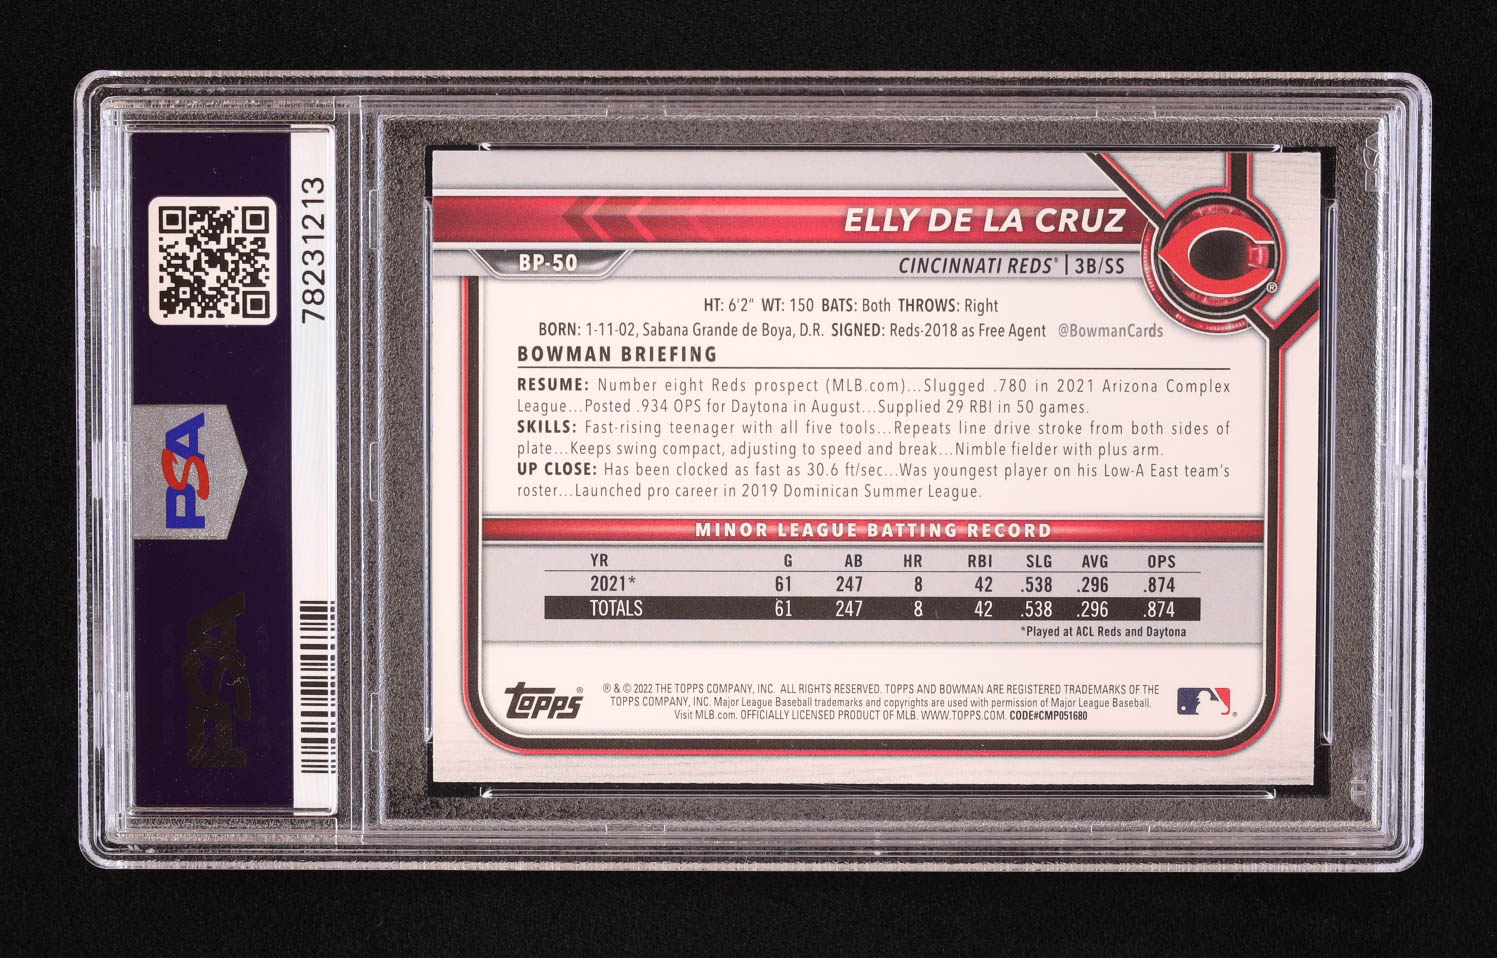 78231213
PSA
PSA
ELLY DE LA CRUZ
BP-50
CINCINNATI REDS® | 3B/SS
HT: 6'2" WT: 150 BATS: Both THROWS: Right
BORN: 1-11-02, Sabana Grande de Boya, D.R. SIGNED: Reds-2018 as Free Agent @BowmanCards
BOWMAN BRIEFING
RESUME: Number eight Reds prospect (MLB.com)...Slugged .780 in 2021 Arizona Complex
League...Posted .934 OPS for Daytona in August...Supplied 29 RBI in 50 games.
SKILLS: Fast-rising teenager with all five tools...Repeats line drive stroke from both sides of
plate...Keeps swing compact, adjusting to speed and break...Nimble fielder with plus arm.
UP CLOSE: Has been clocked as fast as 30.6 ft/sec...Was youngest player on his Low-A East team's
roster...Launched pro career in 2019 Dominican Summer League.
MINOR LEAGUE BATTING RECORD
YR G AB HR RBI SLG AVG OPS
2021* 61 247 8 42 .538 .296 .874
TOTALS 61 247 8 42 .538 .296 .874
*Played at ACL Reds and Daytona
Topps®
® & © 2022 THE TOPPS COMPANY, INC. ALL RIGHTS RESERVED. TOPPS AND BOWMAN ARE REGISTERED TRADEMARKS OF THE
TOPPS COMPANY, INC. Major League Baseball trademarks and copyrights are used with permission of Major League Baseball.
Visit MLB.com. OFFICIALLY LICENSED PRODUCT OF MLB. WWW.TOPPS.COM. CODE#CMP051680